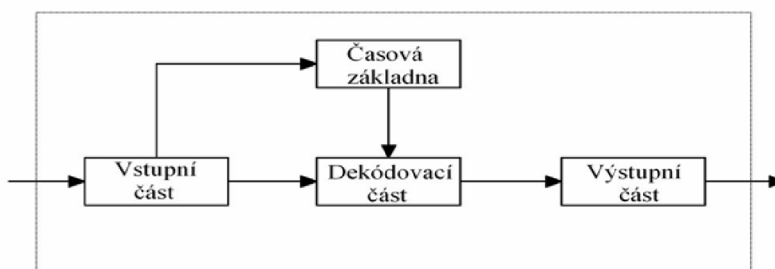 Časová
základna
Vstupní
část
Dekódovací
část
Výstupní
část